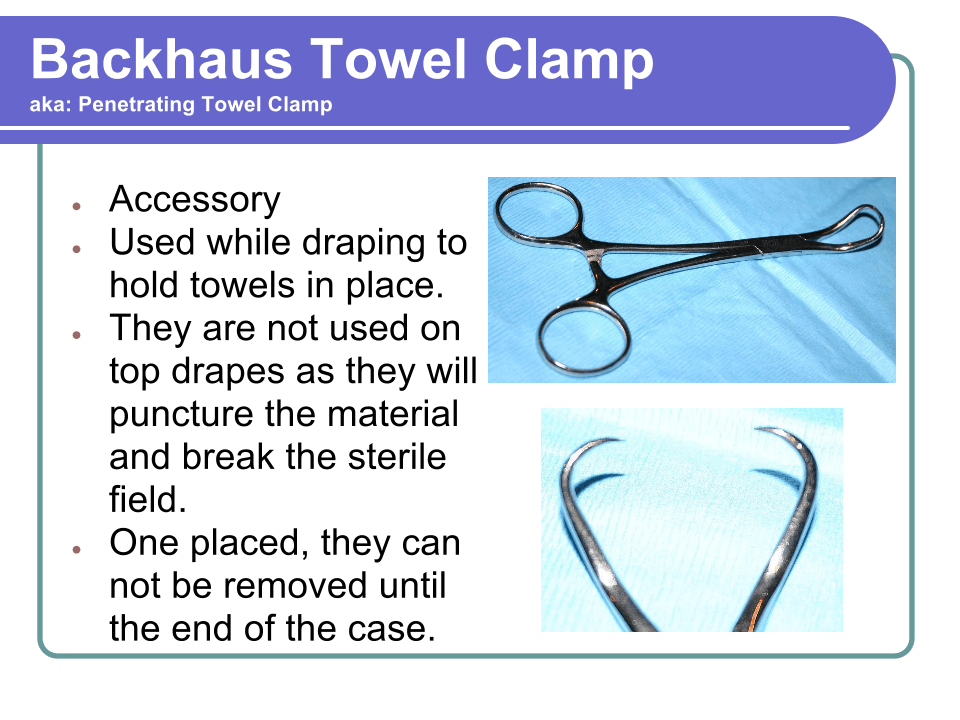 Backhaus Towel Clamp
aka: Penetrating Towel Clamp
● Accessory
● Used while draping to
hold towels in place.
● They are not used on
top drapes as they will
puncture the material
and break the sterile
field.
● One placed, they can
not be removed until
the end of the case.